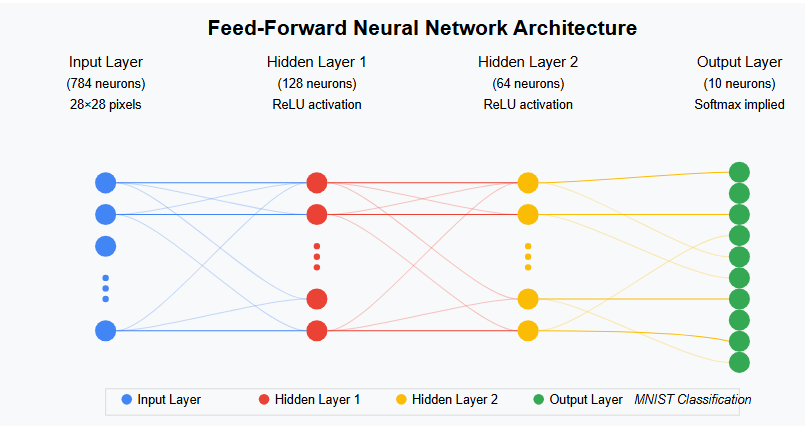 Feed-Forward Neural Network Architecture
Input Layer
(784 neurons)
28×28 pixels
Hidden Layer 1
(128 neurons)
ReLU activation
Hidden Layer 2
(64 neurons)
ReLU activation
Output Layer
(10 neurons)
Softmax implied
Input Layer
Hidden Layer 1
Hidden Layer 2
Output Layer
MNIST Classification